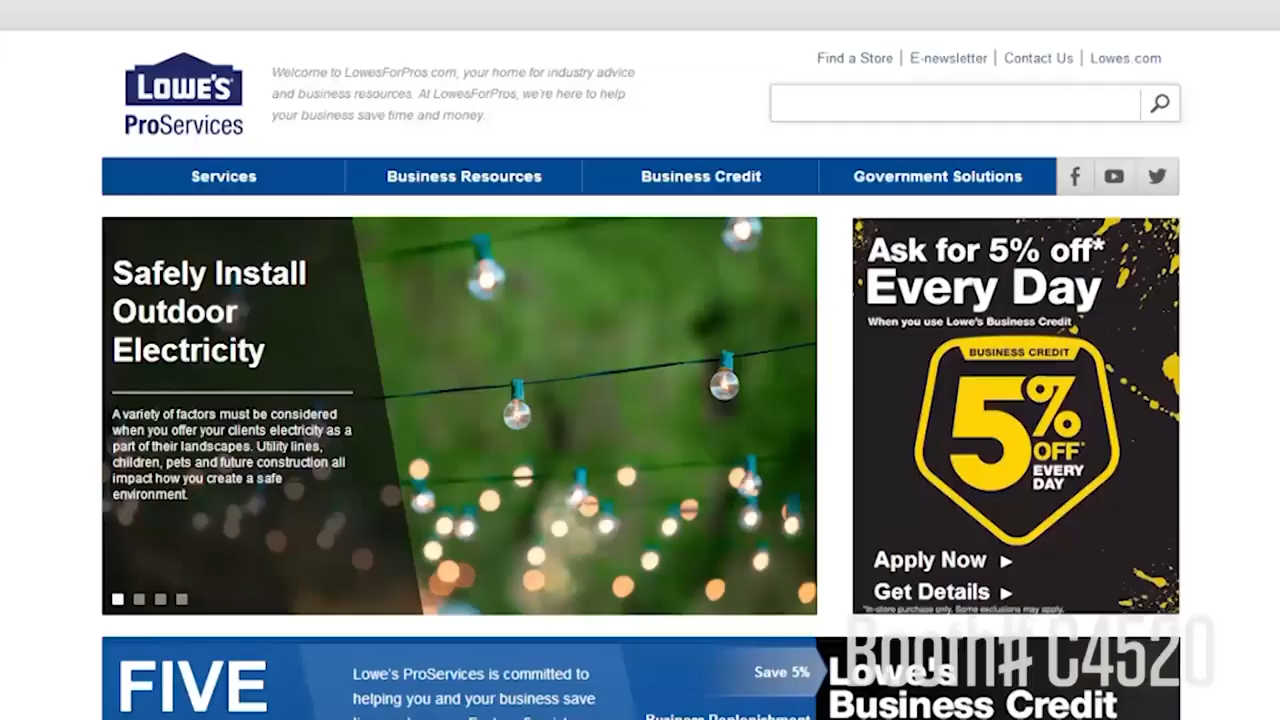 LOWE'S
ProServices
Welcome to LowesForPros.com, your home for industry advice
and business resources. At LowesForPros, we're here to help
your business save time and money.
Find a Store | E-newsletter | Contact Us | Lowes.com
Services
Business Resources
Business Credit
Government Solutions
Safely Install
Outdoor
Electricity
A variety of factors must be considered
when you offer your clients electricity as a
part of their landscapes. Utility lines,
children, pets and future construction all
impact how you create a safe
environment.
Ask for 5% off*
Every Day
When you use Lowe's Business Credit
BUSINESS CREDIT
5%
OFF*
EVERY
DAY
Apply Now
Get Details
*In-store purchase only. Some exclusions may apply.
Booth# C4520
FIVE
Lowe's ProServices is committed to
helping you and your business save
Save 5%
Business Replenishment
Lowe's
Business Credit